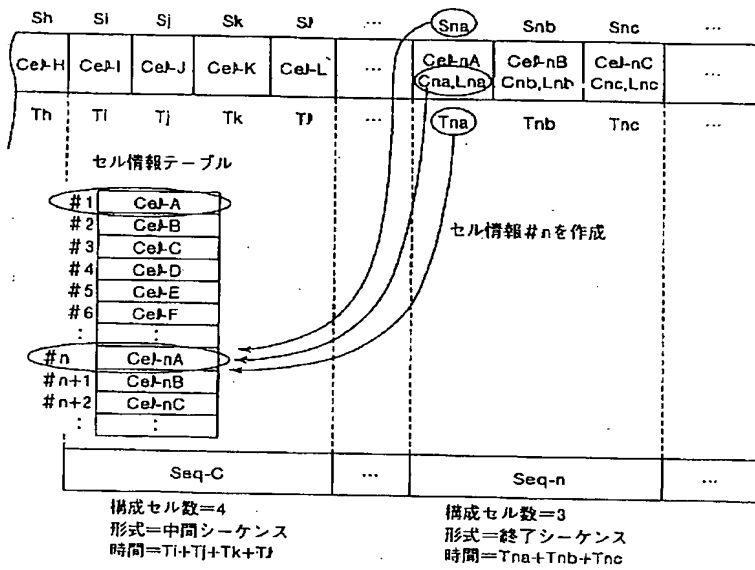 Sh Si Sj Sk Sl … Sna Snb Snc …
Cel-H Cel-I Cel-J Cel-K Cel-L … Cel-nA Cel-nB Cel-nC …
Cna,Lna Cnb,Lnb Cnc,Lnc
Th Ti Tj Tk Tl … Tna Tnb Tnc …
セル情報テーブル
#1 Cel-A
#2 Cel-B
#3 Cel-C
#4 Cel-D
#5 Cel-E
#6 Cel-F
: :
#n Cel-nA
#n+1 Cel-nB
#n+2 Cel-nC
: :
セル情報#nを作成
Seq-C … Seq-n …
構成セル数=4
形式=中間シーケンス
時間=Ti+Tj+Tk+Tl
構成セル数=3
形式=終了シーケンス
時間=Tna+Tnb+Tnc